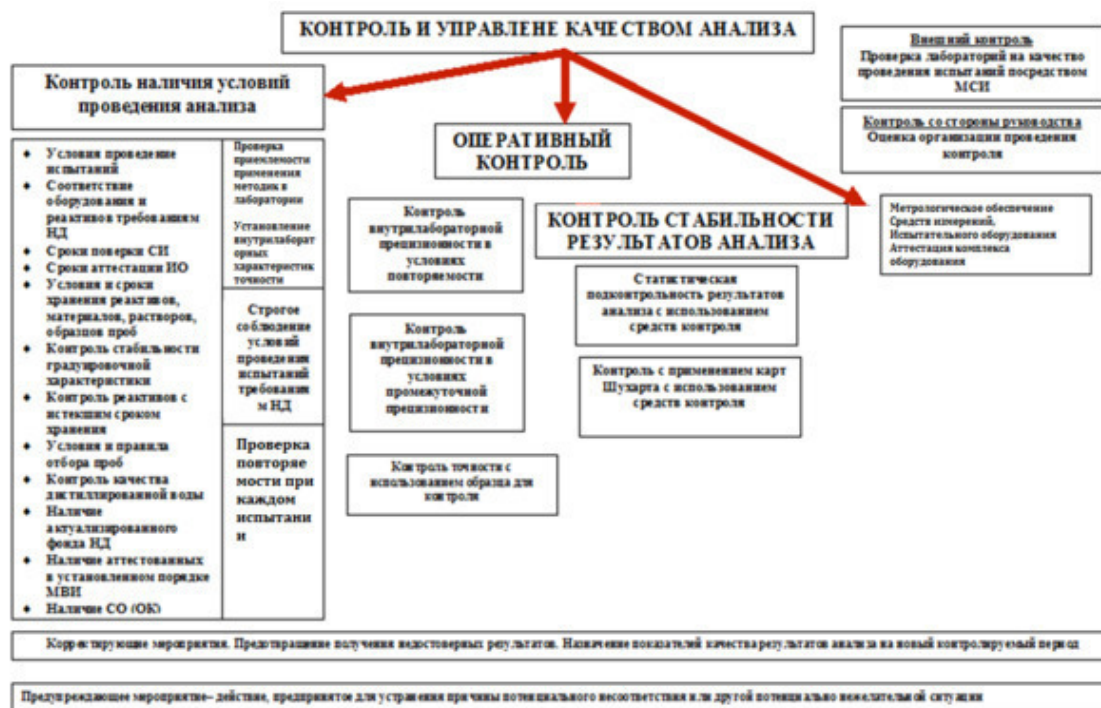 КОНТРОЛЬ И УПРАВЛЕНЕ КАЧЕСТВОМ АНАЛИЗА
Внешний контроль
Проверка лабораторий на качество
проведения испытаний посредством
МСИ
Контроль со стороны руководства
Оценка организации проведения
контроля
Контроль наличия условий
проведения анализа
Условия проведение
испытаний
Соответствие
оборудования и
реактивов требованиям
НД
Сроки поверки СИ
Сроки аттестации ИО
Условия и сроки
хранения реактивов,
материалов, растворов,
образцов проб
Контроль стабильности
градуировочной
характеристики
Контроль реактивов с
истекшим сроком
хранения
Условия и правила
отбора проб
Контроль качества
дистиллированной воды
Наличие
актуализированного
фонда НД
Наличие аттестованных
в установленном порядке
МВИ
Наличие СО (ОК)
Проверка
приемлемости
применения
методик в
лаборатории
Установление
внутрилаборат
орных
характеристик
точности
Строгое
соблюдение
условий
проведения
испытаний
требования
м НД
Проверка
повторяе
мости при
каждом
испытани
и
ОПЕРАТИВНЫЙ
КОНТРОЛЬ
Контроль
внутрилабораторной
прецизионности в
условиях
повторяемости
Контроль
внутрилабораторной
прецизионности в
условиях
промежуточной
прецизионности
Контроль точности с
использованием образца для
контроля
КОНТРОЛЬ СТАБИЛЬНОСТИ
РЕЗУЛЬТАТОВ АНАЛИЗА
Статистическая
подконтрольность результатов
анализа с использованием
средств контроля
Контроль с применением карт
Шухарта с использованием
средств контроля
Метрологическое обеспечение
Средств измерений,
Испытательного оборудования
Аттестация комплекса
оборудования
Корректирующие мероприятия. Предотвращение получения недостоверных результатов. Назначение показателей качества результатов анализа на новый контролируемый период
Предупреждающее мероприятие– действие, предпринятое для устранения причины потенциального несоответствия или другой потенциально нежелательной ситуации